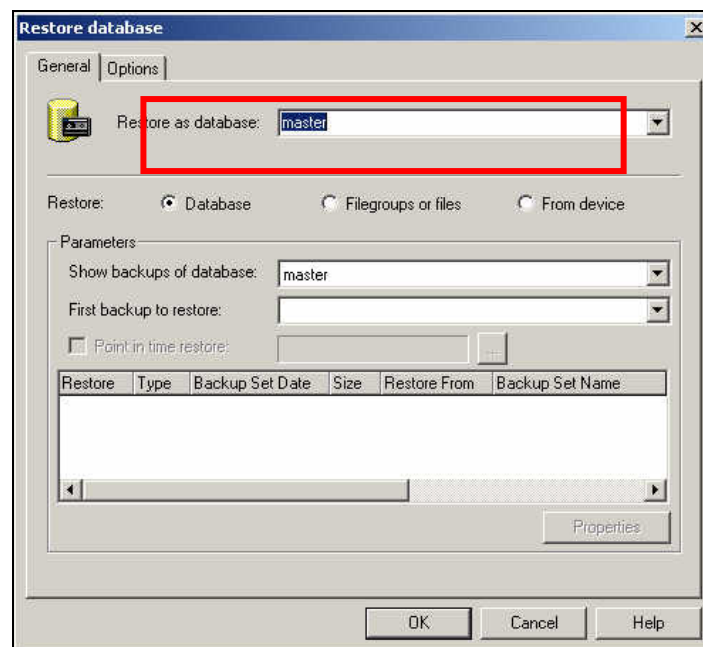 Restore database
General Options
Restore as database: master
Restore: Database Filegroups or files From device
Parameters
Show backups of database: master
First backup to restore:
Point in time restore: ...
Restore Type Backup Set Date Size Restore From Backup Set Name
Properties
OK Cancel Help